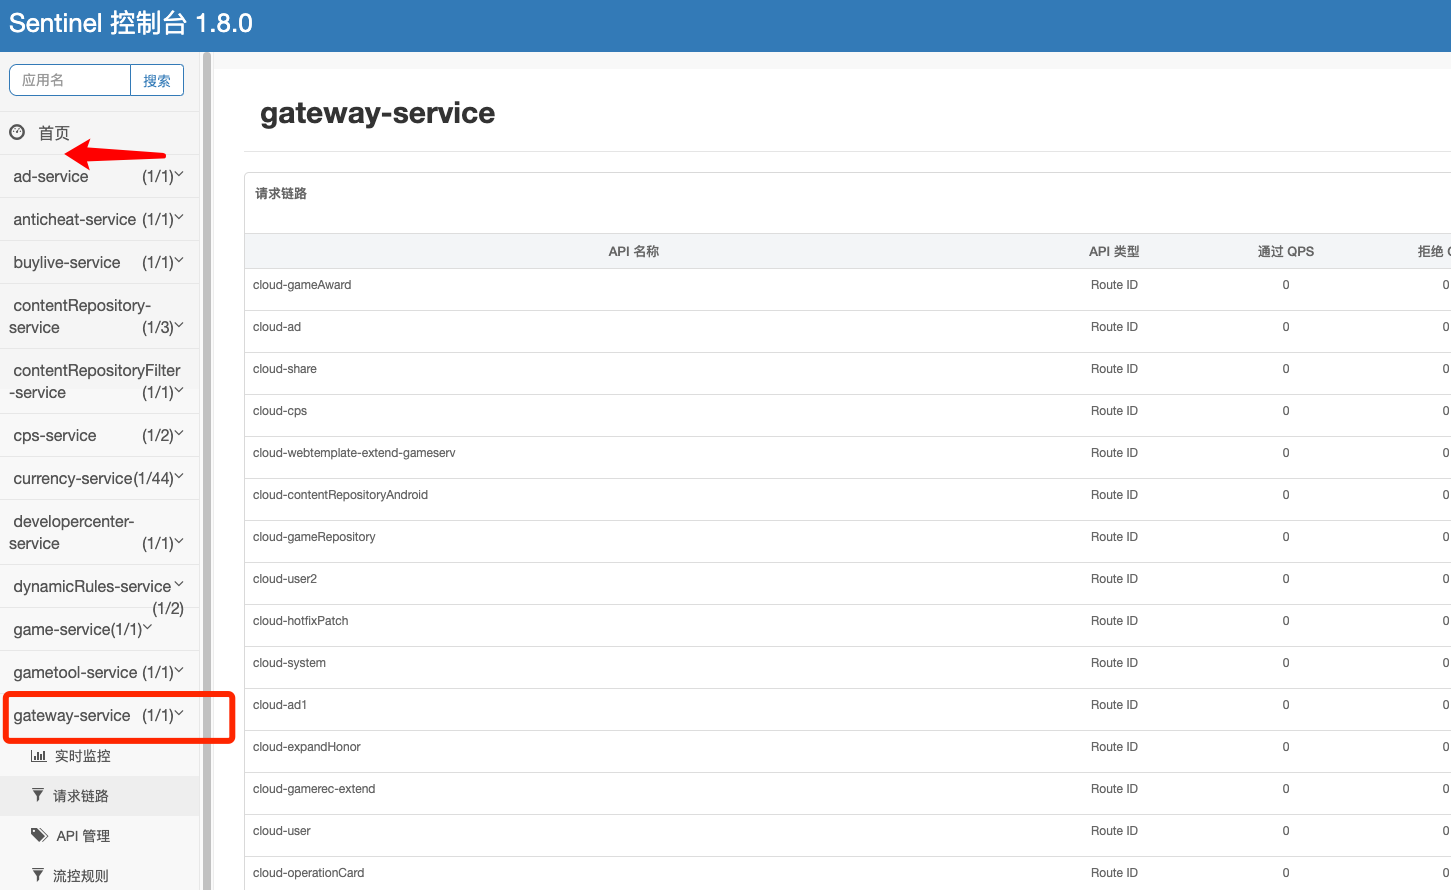 Sentinel 控制台 1.8.0
应用名 搜索
首页
ad-service (1/1)
anticheat-service (1/1)
buylive-service (1/1)
contentRepository-
service (1/3)
contentRepositoryFilter
-service (1/1)
cps-service (1/2)
currency-service(1/44)
developercenter-
service (1/1)
dynamicRules-service
(1/2)
game-service(1/1)
gametool-service (1/1)
gateway-service (1/1)
实时监控
请求链路
API 管理
流控规则
gateway-service
请求链路
API 名称 API 类型 通过 QPS 拒绝
cloud-gameAward Route ID 0 0
cloud-ad Route ID 0 0
cloud-share Route ID 0 0
cloud-cps Route ID 0 0
cloud-webtemplate-extend-gameserv Route ID 0 0
cloud-contentRepositoryAndroid Route ID 0 0
cloud-gameRepository Route ID 0 0
cloud-user2 Route ID 0 0
cloud-hotfixPatch Route ID 0 0
cloud-system Route ID 0 0
cloud-ad1 Route ID 0 0
cloud-expandHonor Route ID 0 0
cloud-gamerec-extend Route ID 0 0
cloud-user Route ID 0 0
cloud-operationCard Route ID 0 0